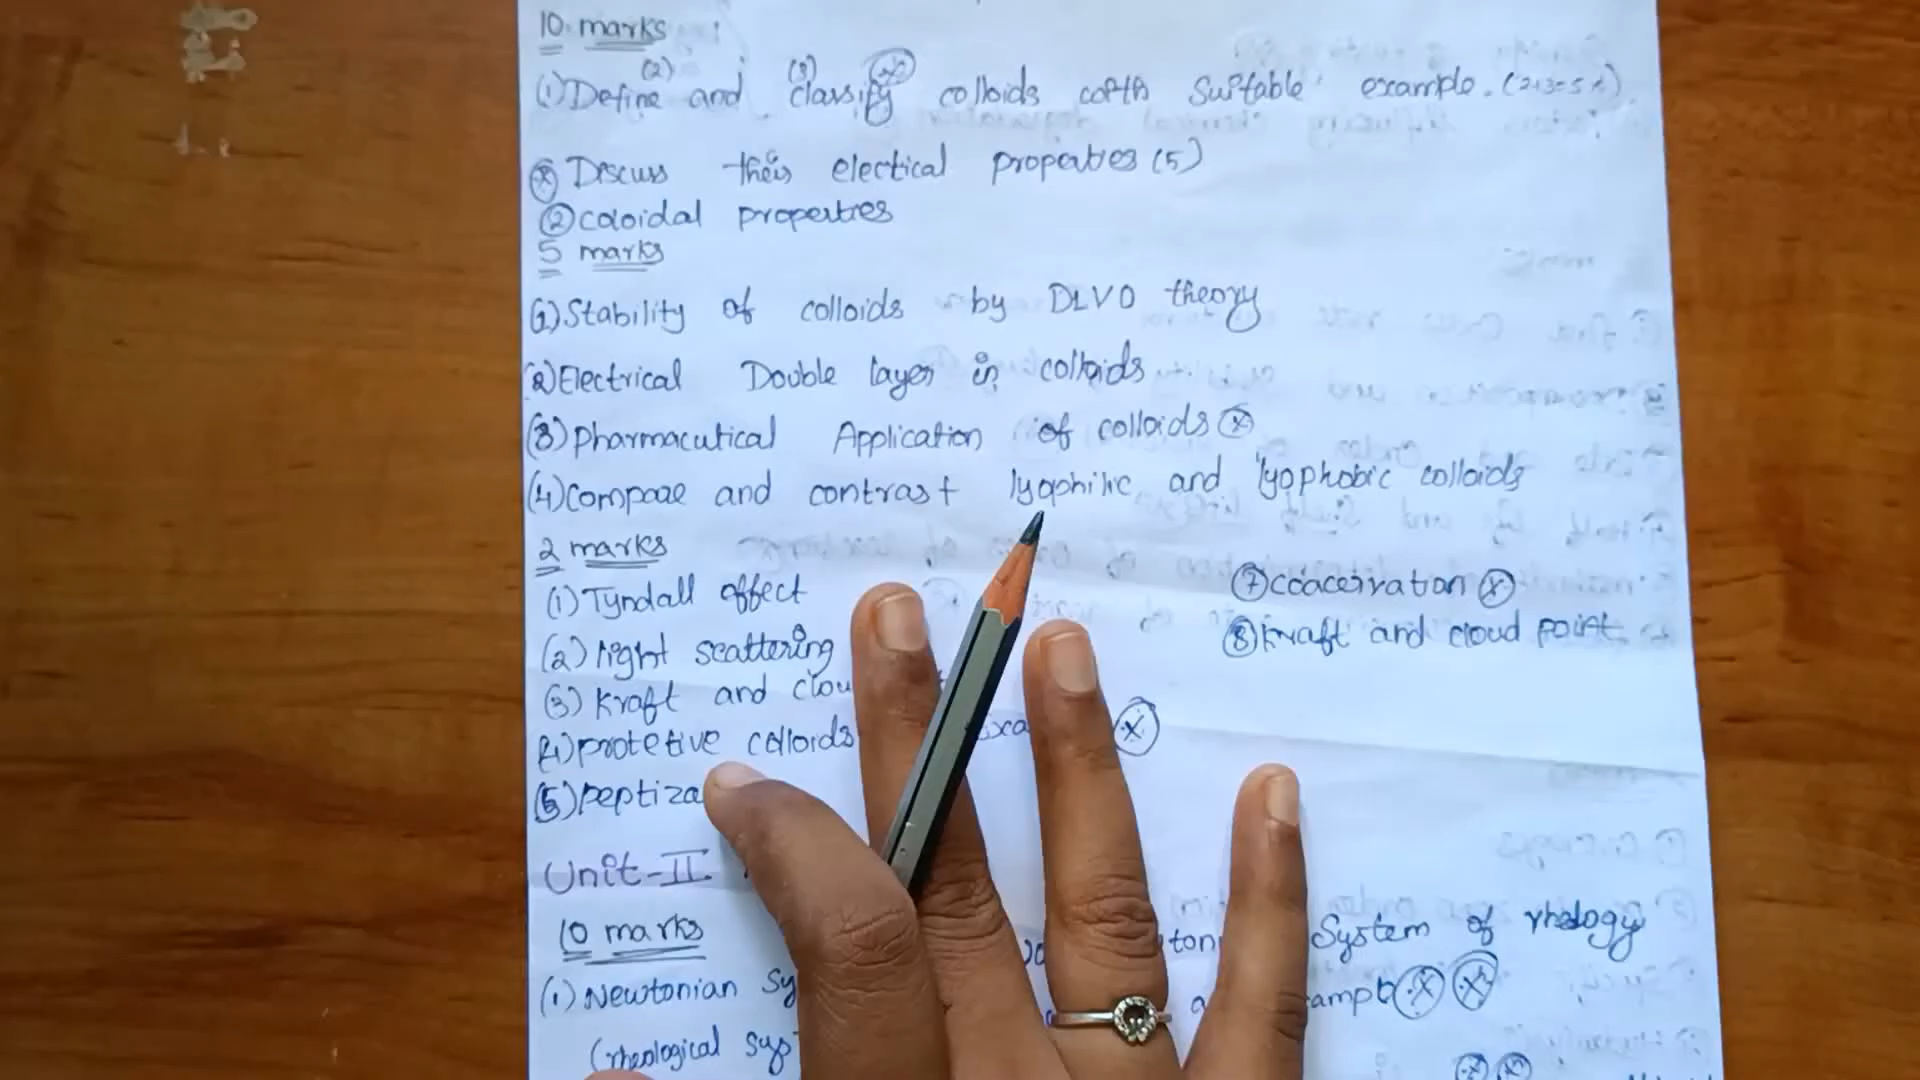 10 marks
(2) (3)
(1) Define and classify colloids with suitable example. (2+3=5
Discuss their electical properties (5)
② coloidal properties
5 marks
(1) Stability of colloids by DLVO theory
(2) Electrical Double layer in colloids
(3) pharmacutical Application of colloids
(4) compare and contrast lyophilic and lyophobic colloids
2 marks
(1) Tyndall effect
(2) light scattering
(3) Kraft and clou
(4) protetive colloids
(5) peptiza
⑦ coacervation
⑧ kraft and cloud point
Unit-II
10 marks
System of rheology
(1) Newtonian
(rheological